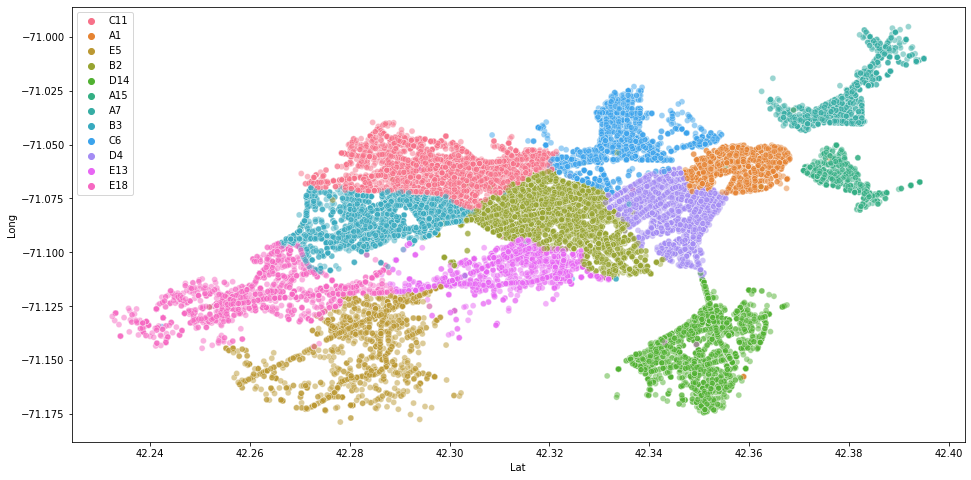 C11
A1
E5
B2
D14
A15
A7
B3
C6
D4
E13
E18
−71.000
−71.025
−71.050
−71.075
−71.100
−71.125
−71.150
−71.175
Long
42.24 42.26 42.28 42.30 42.32 42.34 42.36 42.38 42.40
Lat